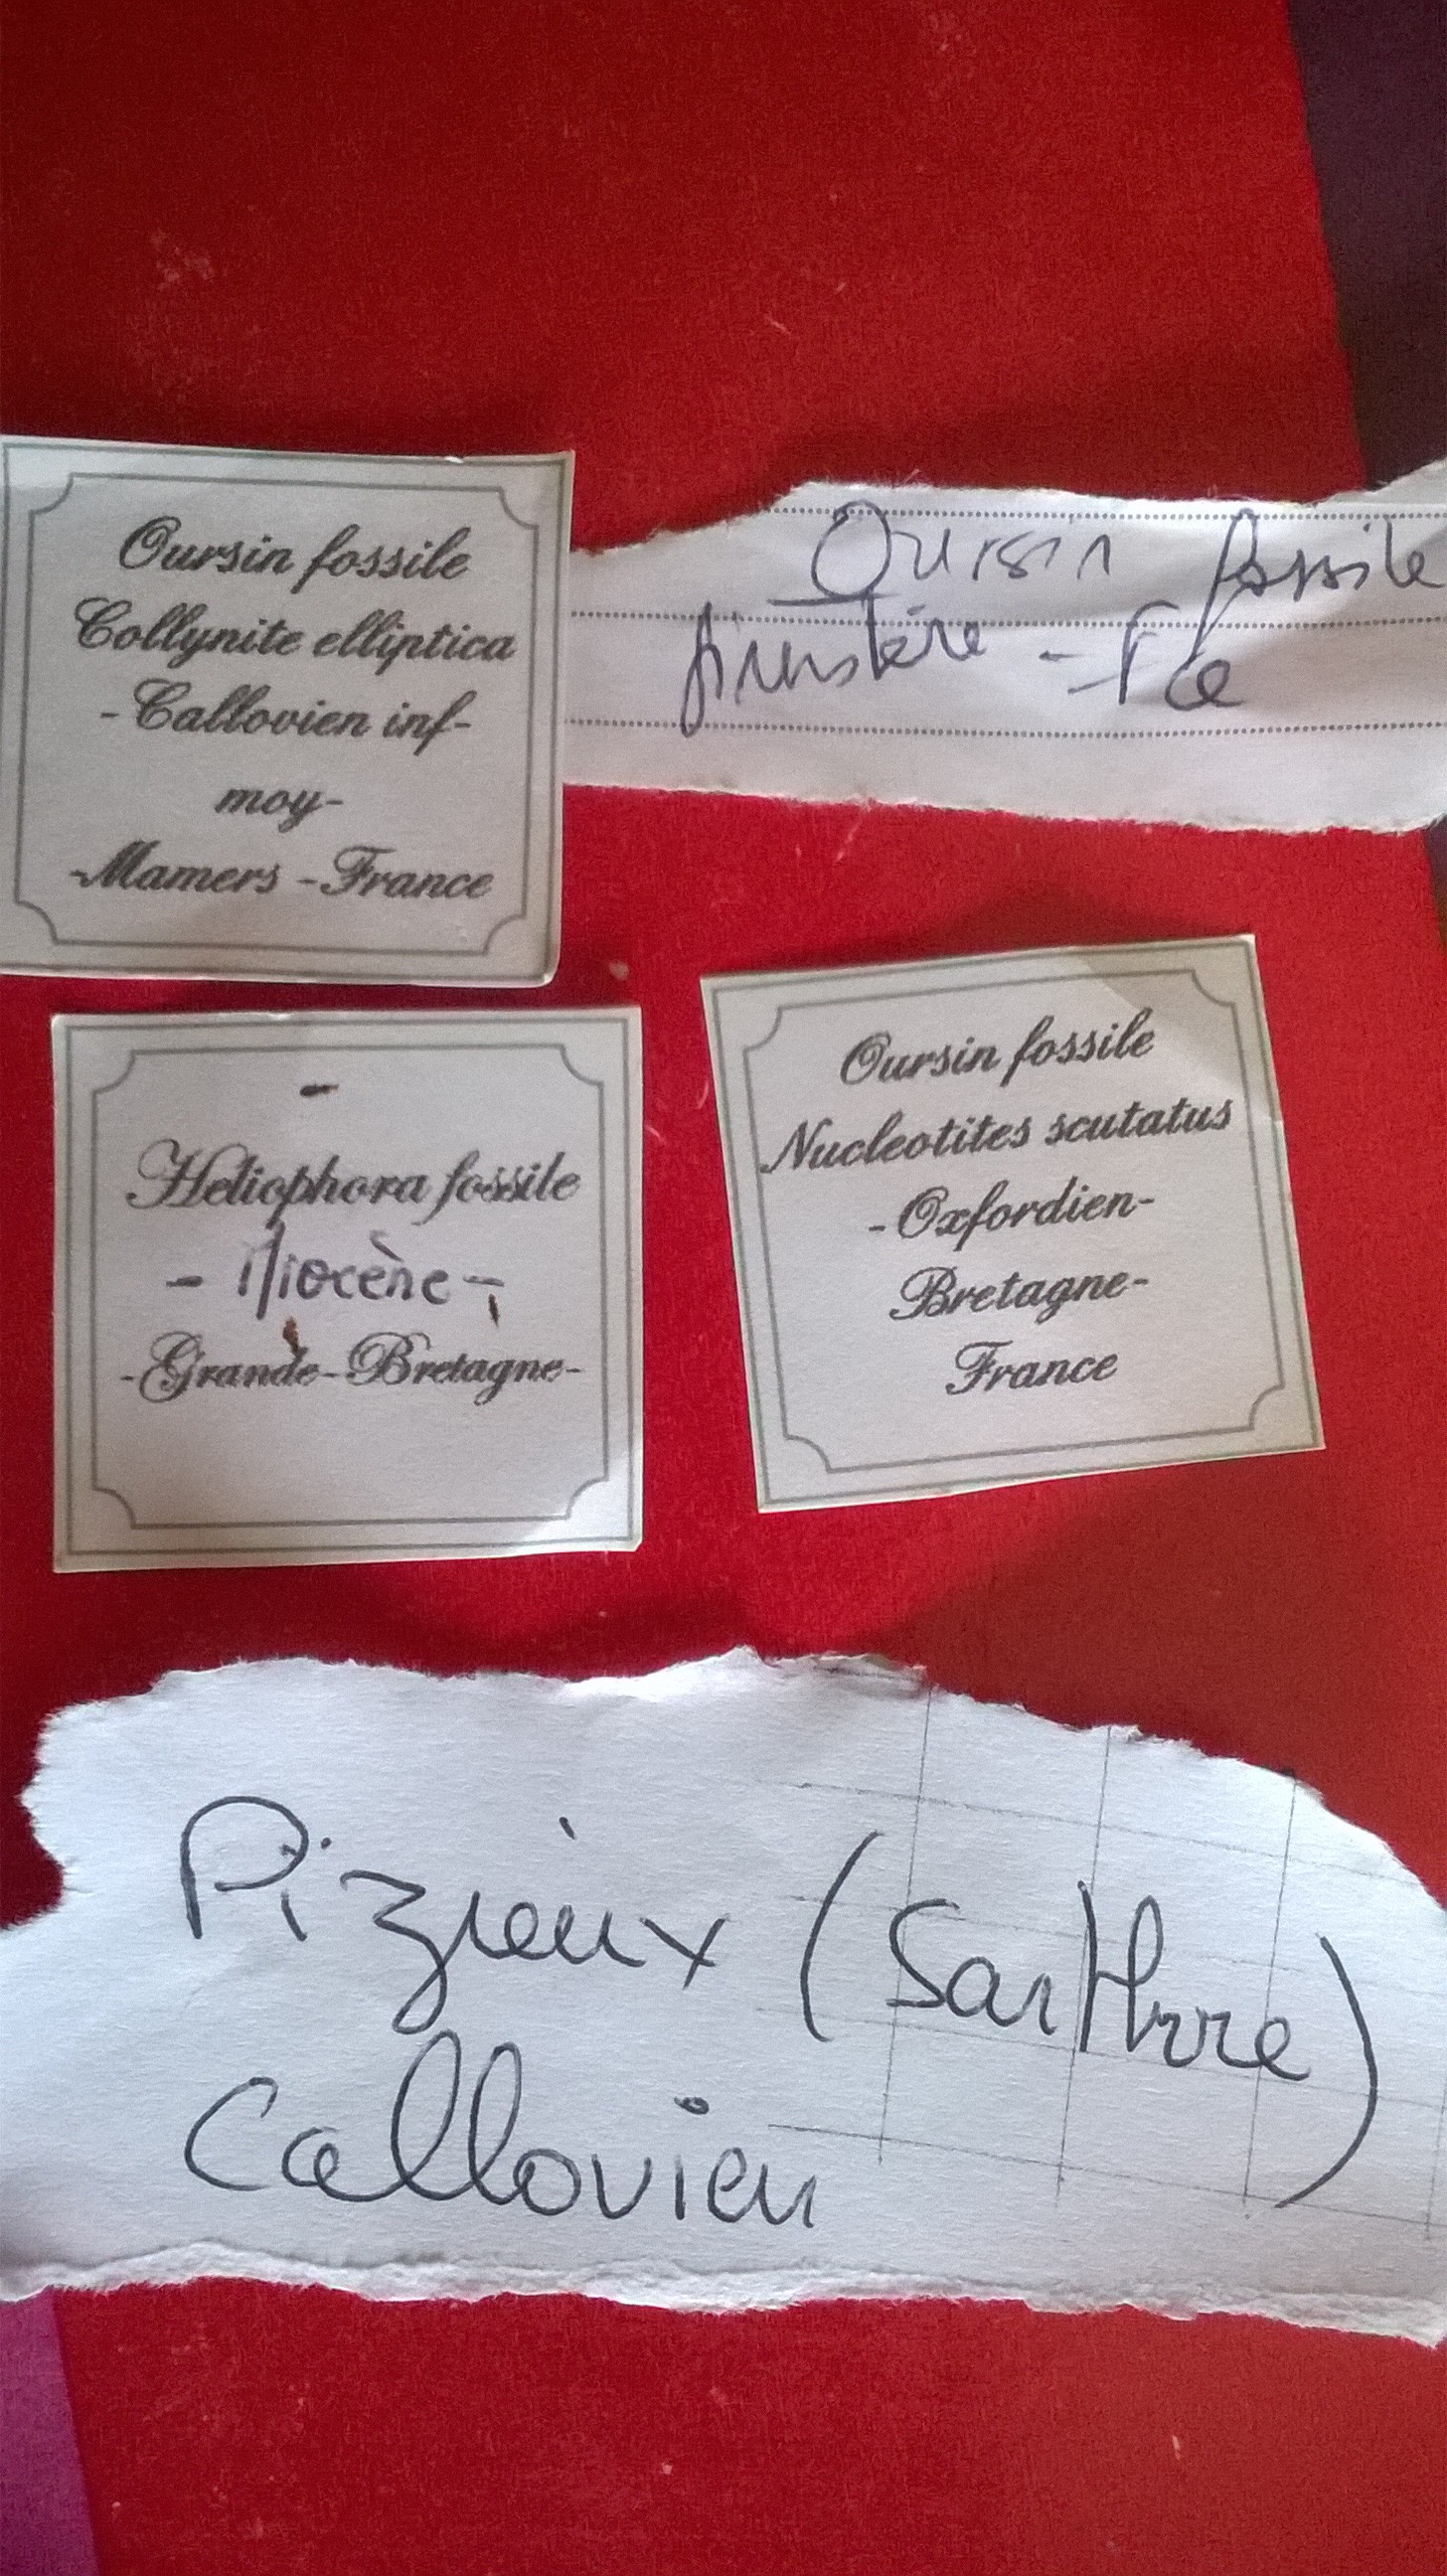 Oursin fossile
Collynite elliptica
- Callovien inf-
moy-
-Mamers -France
Oursin fossile
finistère - Fce
Heliophora fossile
- Miocène -
-Grande-Bretagne-
Oursin fossile
Nucleotites scutatus
-Oxfordien-
Bretagne-
France
Pizieux (Sarthre)
Callovien